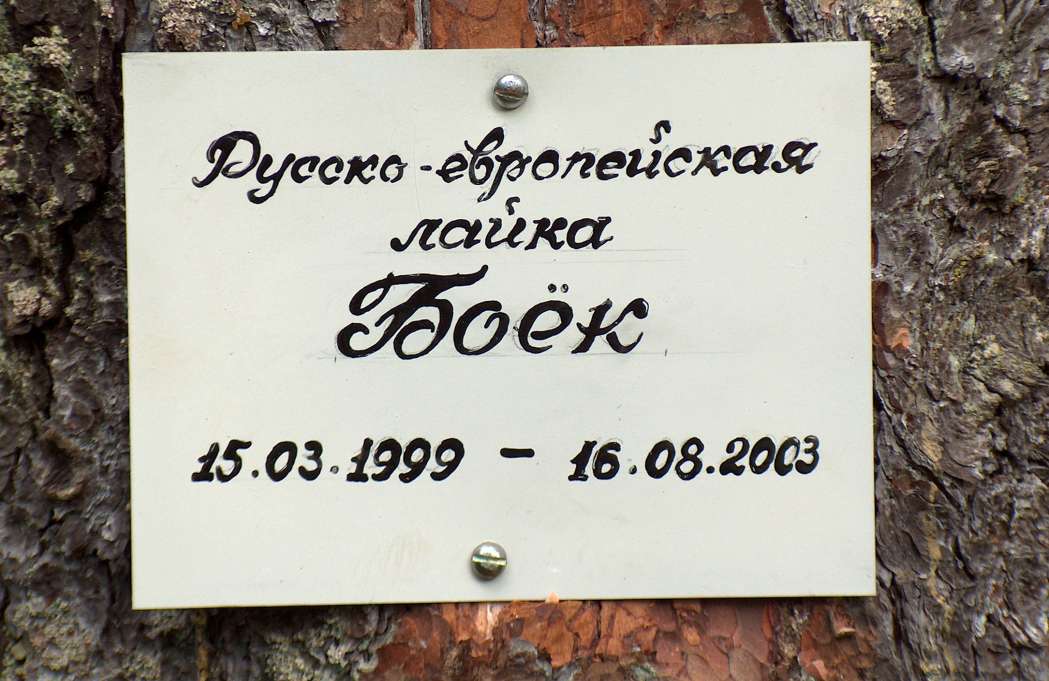 Русско-европейская
лайка
Боёк
15.03.1999 - 16.08.2003